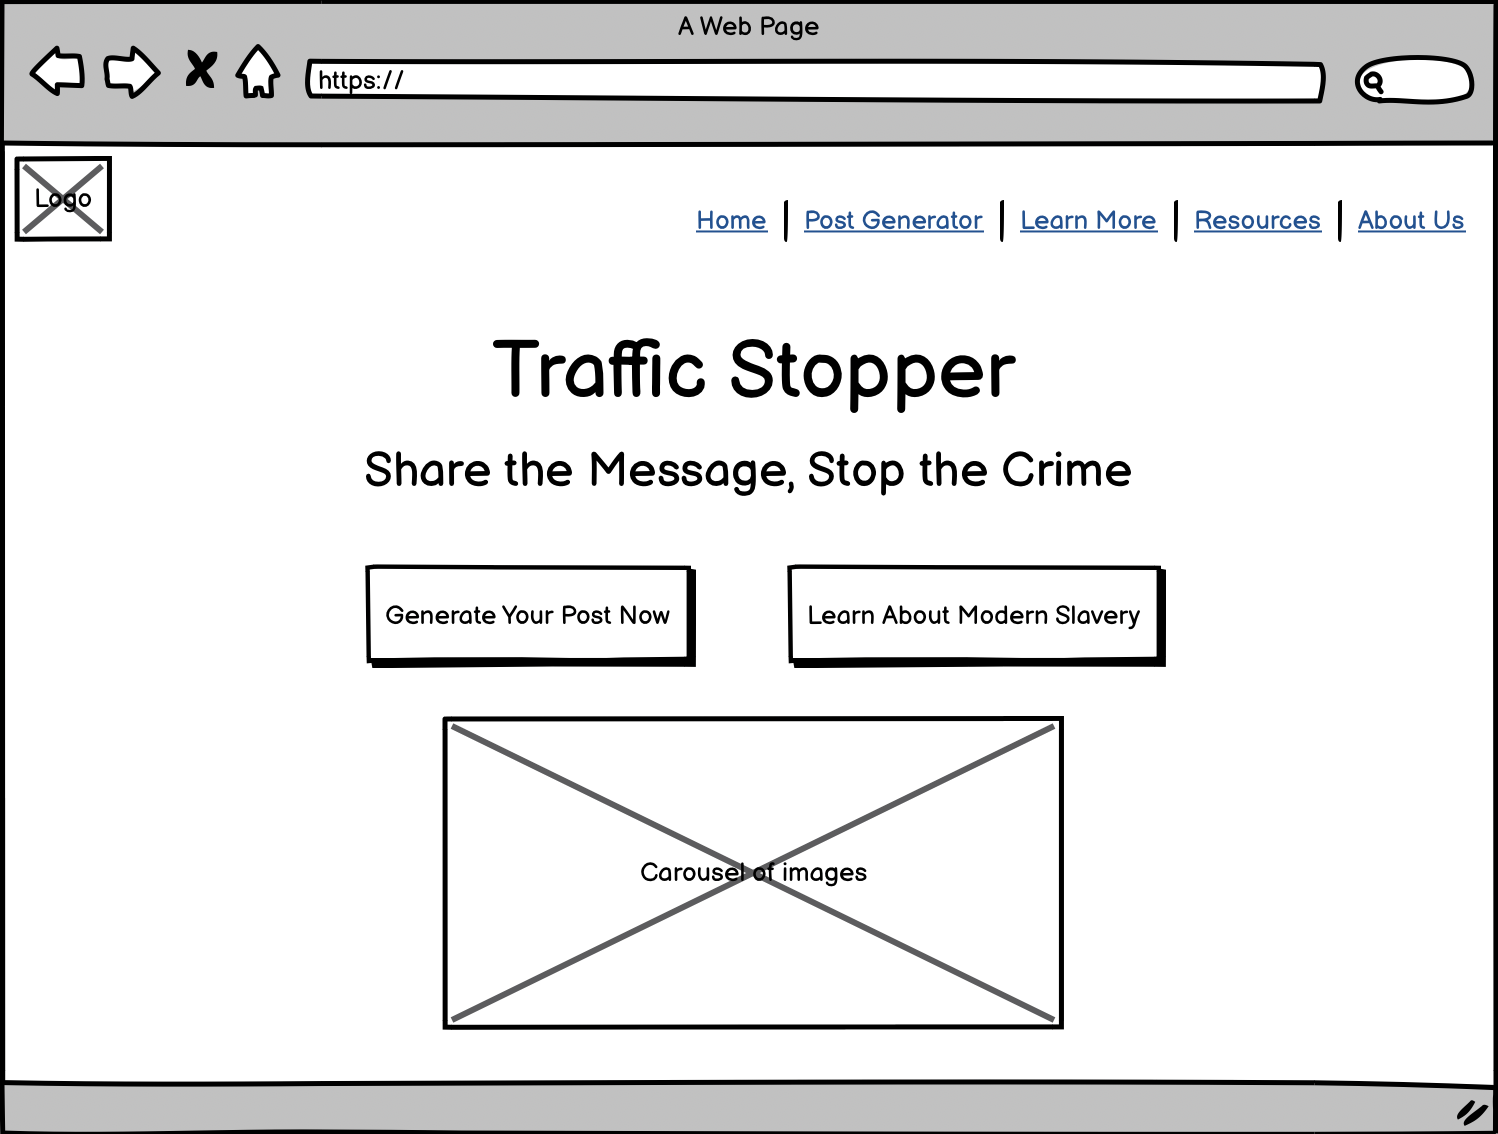 A Web Page
https://
Logo
Home | Post Generator | Learn More | Resources | About Us
Traffic Stopper
Share the Message, Stop the Crime
Generate Your Post Now
Learn About Modern Slavery
Carousel of images